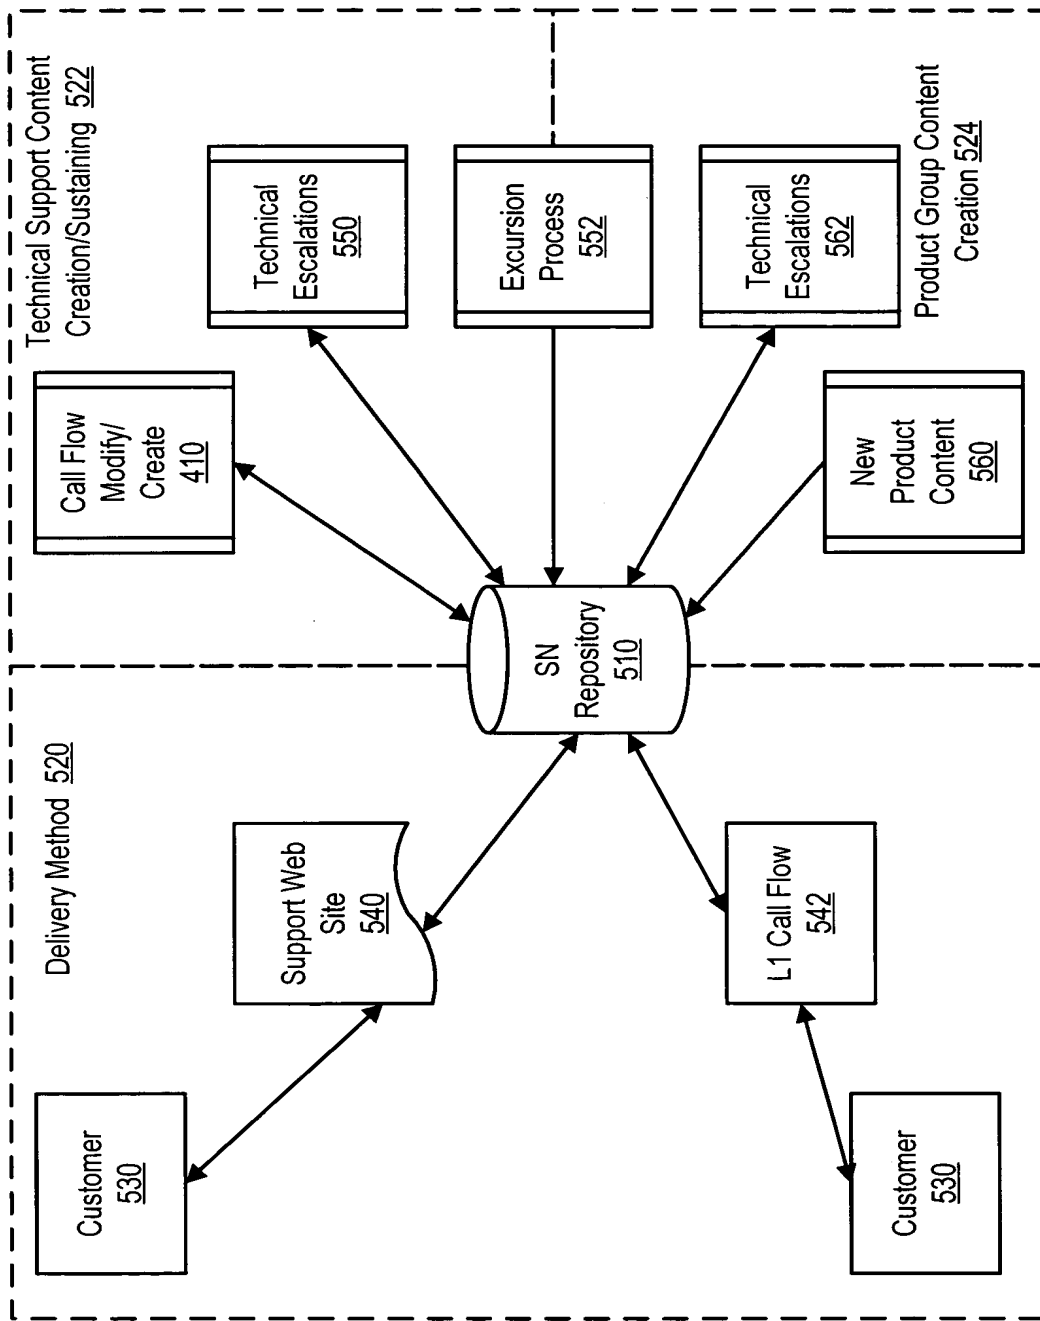 Delivery Method 520
Customer
530
Support Web
Site
540
Customer
530
L1 Call Flow
542
SN
Repository
510
Technical Support Content
Creation/Sustaining 522
Call Flow
Modify/
Create
410
Technical
Escalations
550
Excursion
Process
552
Technical
Escalations
562
New
Product
Content
560
Product Group Content
Creation 524